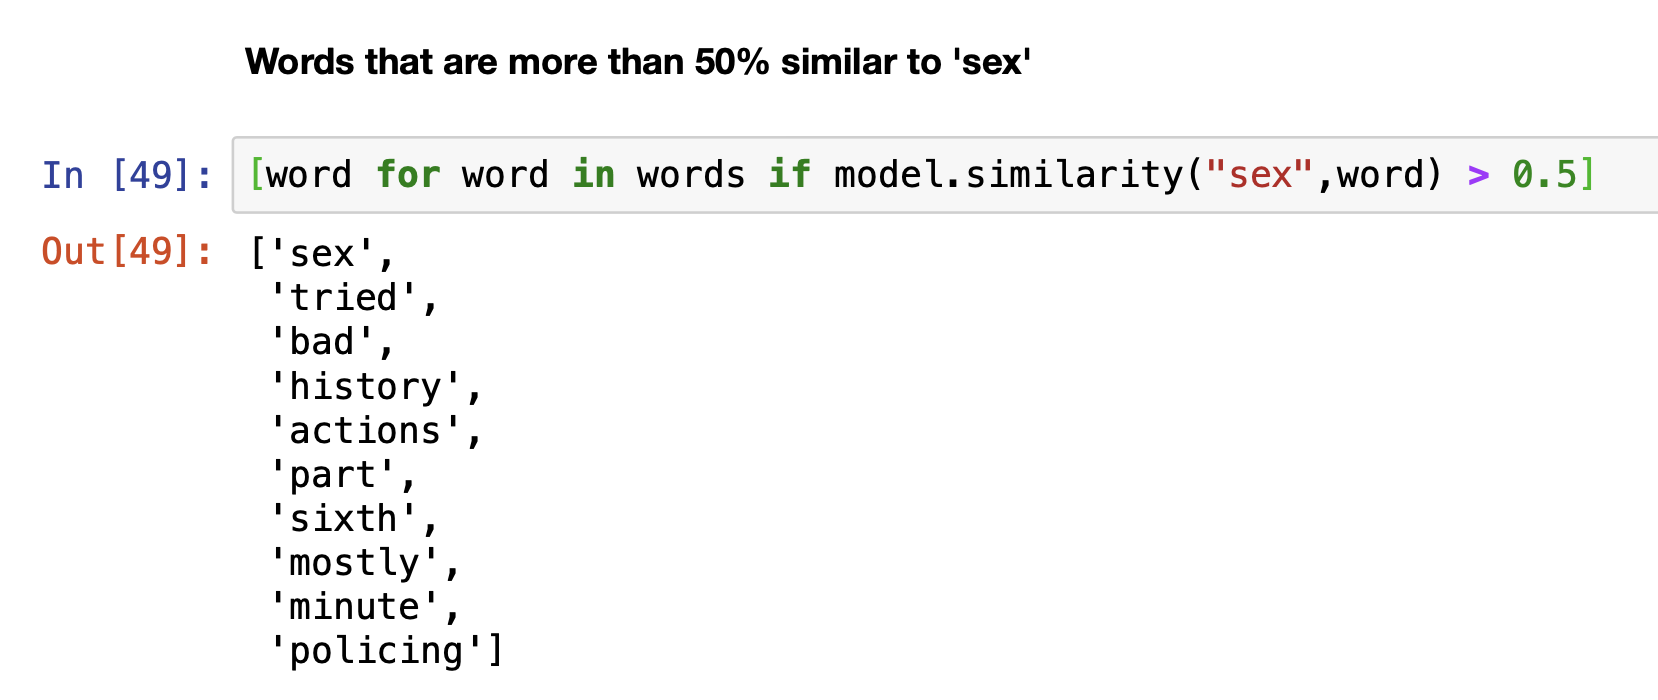 Words that are more than 50% similar to 'sex'
In [49]: [word for word in words if model.similarity("sex",word) > 0.5]
Out[49]: ['sex',
'tried',
'bad',
'history',
'actions',
'part',
'sixth',
'mostly',
'minute',
'policing']